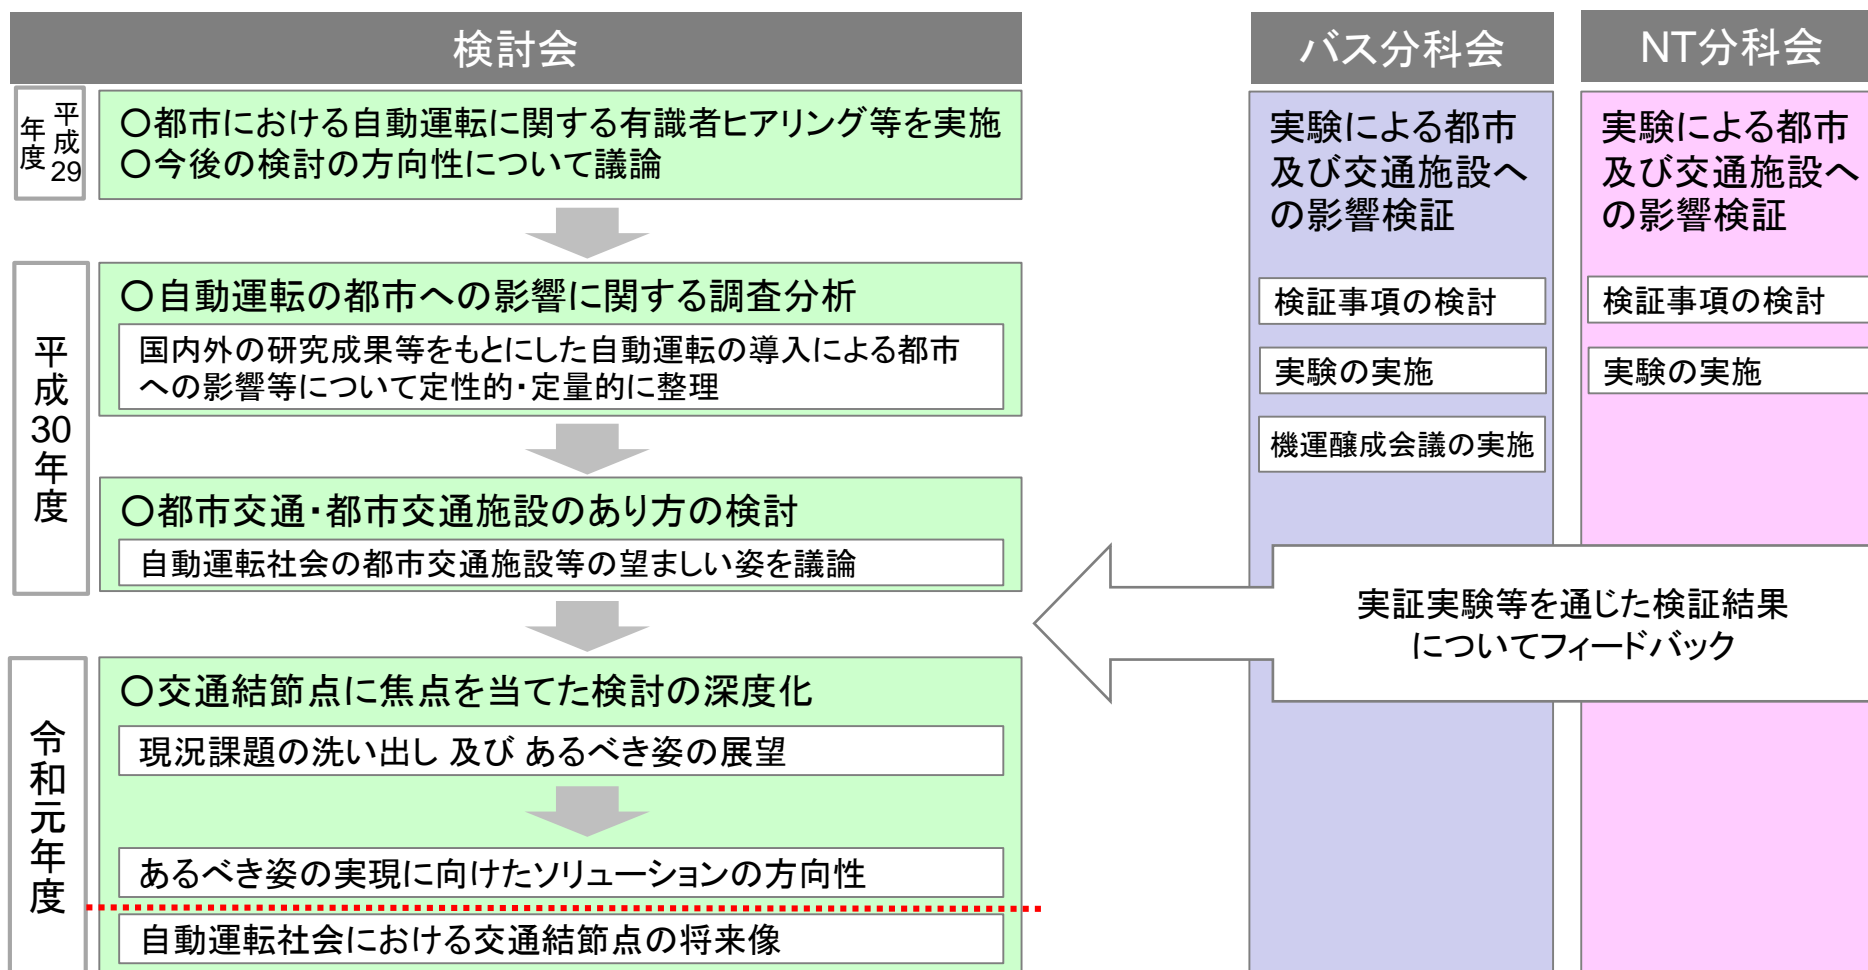 検討会
平成29
年度
〇都市における自動運転に関する有識者ヒアリング等を実施
〇今後の検討の方向性について議論
平成30年度
〇自動運転の都市への影響に関する調査分析
国内外の研究成果等をもとにした自動運転の導入による都市
への影響等について定性的・定量的に整理
〇都市交通・都市交通施設のあり方の検討
自動運転社会の都市交通施設等の望ましい姿を議論
令和元年度
〇交通結節点に焦点を当てた検討の深度化
現況課題の洗い出し 及び あるべき姿の展望
あるべき姿の実現に向けたソリューションの方向性
自動運転社会における交通結節点の将来像
バス分科会
実験による都市
及び交通施設へ
の影響検証
検証事項の検討
実験の実施
機運醸成会議の実施
NT分科会
実験による都市
及び交通施設へ
の影響検証
検証事項の検討
実験の実施
実証実験等を通じた検証結果
についてフィードバック